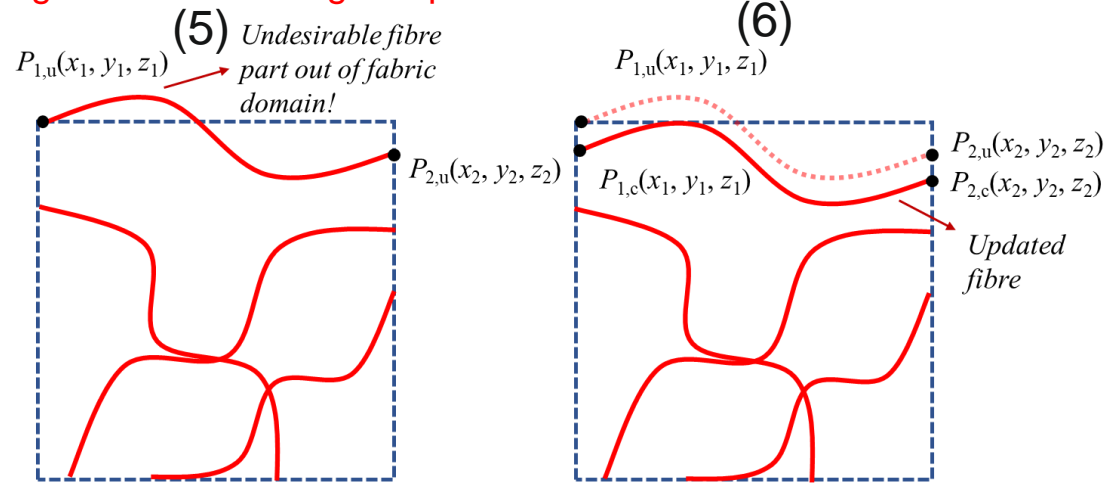 (5)
Undesirable fibre
part out of fabric
domain!
P1,u(x1, y1, z1)
P2,u(x2, y2, z2)
(6)
P1,u(x1, y1, z1)
P2,u(x2, y2, z2)
P1,c(x1, y1, z1)
P2,c(x2, y2, z2)
Updated
fibre